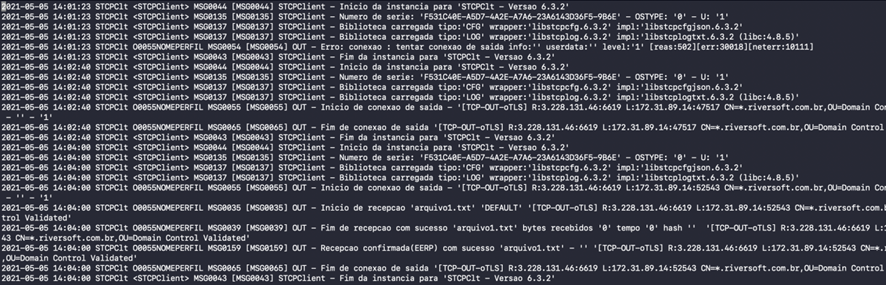 2021-05-05 14:01:23 STCPClt <STCPClient> MSG0044 [MSG0044] STCPClient - Inicio da instancia para 'STCPClt - Versao 6.3.2'
2021-05-05 14:01:23 STCPClt <STCPClient> MSG0135 [MSG0135] STCPClient - Numero de serie: 'F531C40E-A5D7-4A2E-A7A6-23A6143D36F5-9B6E' - OSTYPE: '0' - U: '1'
2021-05-05 14:01:23 STCPClt <STCPClient> MSG0137 [MSG0137] STCPClient - Biblioteca carregada tipo:'CFG' wrapper:'libstcpcfg.6.3.2' impl:'libstcpcfgjson.6.3.2'
2021-05-05 14:01:23 STCPClt <STCPClient> MSG0137 [MSG0137] STCPClient - Biblioteca carregada tipo:'LOG' wrapper:'libstcplog.6.3.2' impl:'libstcplogtxt.6.3.2 (libc:4.8.5)'
2021-05-05 14:01:23 STCPClt O0055NOMEPERFIL MSG0054 [MSG0054] OUT - Erro: conexao : tentar conexao de saida info:'' userdata:'' level:'1' [reas:502][err:30018][neterr:10111]
2021-05-05 14:01:23 STCPClt <STCPClient> MSG0043 [MSG0043] STCPClient - Fim da instancia para 'STCPClt - Versao 6.3.2'
2021-05-05 14:02:40 STCPClt <STCPClient> MSG0044 [MSG0044] STCPClient - Inicio da instancia para 'STCPClt - Versao 6.3.2'
2021-05-05 14:02:40 STCPClt <STCPClient> MSG0135 [MSG0135] STCPClient - Numero de serie: 'F531C40E-A5D7-4A2E-A7A6-23A6143D36F5-9B6E' - OSTYPE: '0' - U: '1'
2021-05-05 14:02:40 STCPClt <STCPClient> MSG0137 [MSG0137] STCPClient - Biblioteca carregada tipo:'CFG' wrapper:'libstcpcfg.6.3.2' impl:'libstcpcfgjson.6.3.2'
2021-05-05 14:02:40 STCPClt <STCPClient> MSG0137 [MSG0137] STCPClient - Biblioteca carregada tipo:'LOG' wrapper:'libstcplog.6.3.2' impl:'libstcplogtxt.6.3.2 (libc:4.8.5)'
2021-05-05 14:02:40 STCPClt O0055NOMEPERFIL MSG0055 [MSG0055] OUT - Inicio de conexao de saida - '[TCP-OUT-oTLS] R:3.228.131.46:6619 L:172.31.89.14:47517 CN=*.riversoft.com.br,OU=Domain Cont
- '' - '1'
2021-05-05 14:02:40 STCPClt O0055NOMEPERFIL MSG0065 [MSG0065] OUT - Fim de conexao de saida - '[TCP-OUT-oTLS] R:3.228.131.46:6619 L:172.31.89.14:47517 CN=*.riversoft.com.br,OU=Domain Control
2021-05-05 14:02:40 STCPClt <STCPClient> MSG0043 [MSG0043] STCPClient - Fim da instancia para 'STCPClt - Versao 6.3.2'
2021-05-05 14:04:00 STCPClt <STCPClient> MSG0044 [MSG0044] STCPClient - Inicio da instancia para 'STCPClt - Versao 6.3.2'
2021-05-05 14:04:00 STCPClt <STCPClient> MSG0135 [MSG0135] STCPClient - Numero de serie: 'F531C40E-A5D7-4A2E-A7A6-23A6143D36F5-9B6E' - OSTYPE: '0' - U: '1'
2021-05-05 14:04:00 STCPClt <STCPClient> MSG0137 [MSG0137] STCPClient - Biblioteca carregada tipo:'CFG' wrapper:'libstcpcfg.6.3.2' impl:'libstcpcfgjson.6.3.2'
2021-05-05 14:04:00 STCPClt <STCPClient> MSG0137 [MSG0137] STCPClient - Biblioteca carregada tipo:'LOG' wrapper:'libstcplog.6.3.2' impl:'libstcplogtxt.6.3.2 (libc:4.8.5)'
2021-05-05 14:04:00 STCPClt O0055NOMEPERFIL MSG0055 [MSG0055] OUT - Inicio de conexao de saida - '[TCP-OUT-oTLS] R:3.228.131.46:6619 L:172.31.89.14:52543 CN=*.riversoft.com.br,OU=Domain Cont
- '' - '1'
2021-05-05 14:04:00 STCPClt O0055NOMEPERFIL MSG0035 [MSG0035] OUT - Inicio de recepcao 'arquivo1.txt' 'DEFAULT' '[TCP-OUT-oTLS] R:3.228.131.46:6619 L:172.31.89.14:52543 CN=*.riversoft.com.br,OU=Domain Con
trol Validated'
2021-05-05 14:04:00 STCPClt O0055NOMEPERFIL MSG0039 [MSG0039] OUT - Fim de recepcao com sucesso 'arquivo1.txt' bytes recebidos '0' tempo '0' hash '' '[TCP-OUT-oTLS] R:3.228.131.46:6619 L:172.31.89.14:525
43 CN=*.riversoft.com.br,OU=Domain Control Validated'
2021-05-05 14:04:00 STCPClt O0055NOMEPERFIL MSG0159 [MSG0159] OUT - Recepcao confirmada(EERP) com sucesso 'arquivo1.txt' - '' '[TCP-OUT-oTLS] R:3.228.131.46:6619 L:172.31.89.14:52543 CN=*.riversoft.com.br
,OU=Domain Control Validated'
2021-05-05 14:04:00 STCPClt O0055NOMEPERFIL MSG0065 [MSG0065] OUT - Fim de conexao de saida - '[TCP-OUT-oTLS] R:3.228.131.46:6619 L:172.31.89.14:52543 CN=*.riversoft.com.br,OU=Domain Control
2021-05-05 14:04:00 STCPClt <STCPClient> MSG0043 [MSG0043] STCPClient - Fim da instancia para 'STCPClt - Versao 6.3.2'